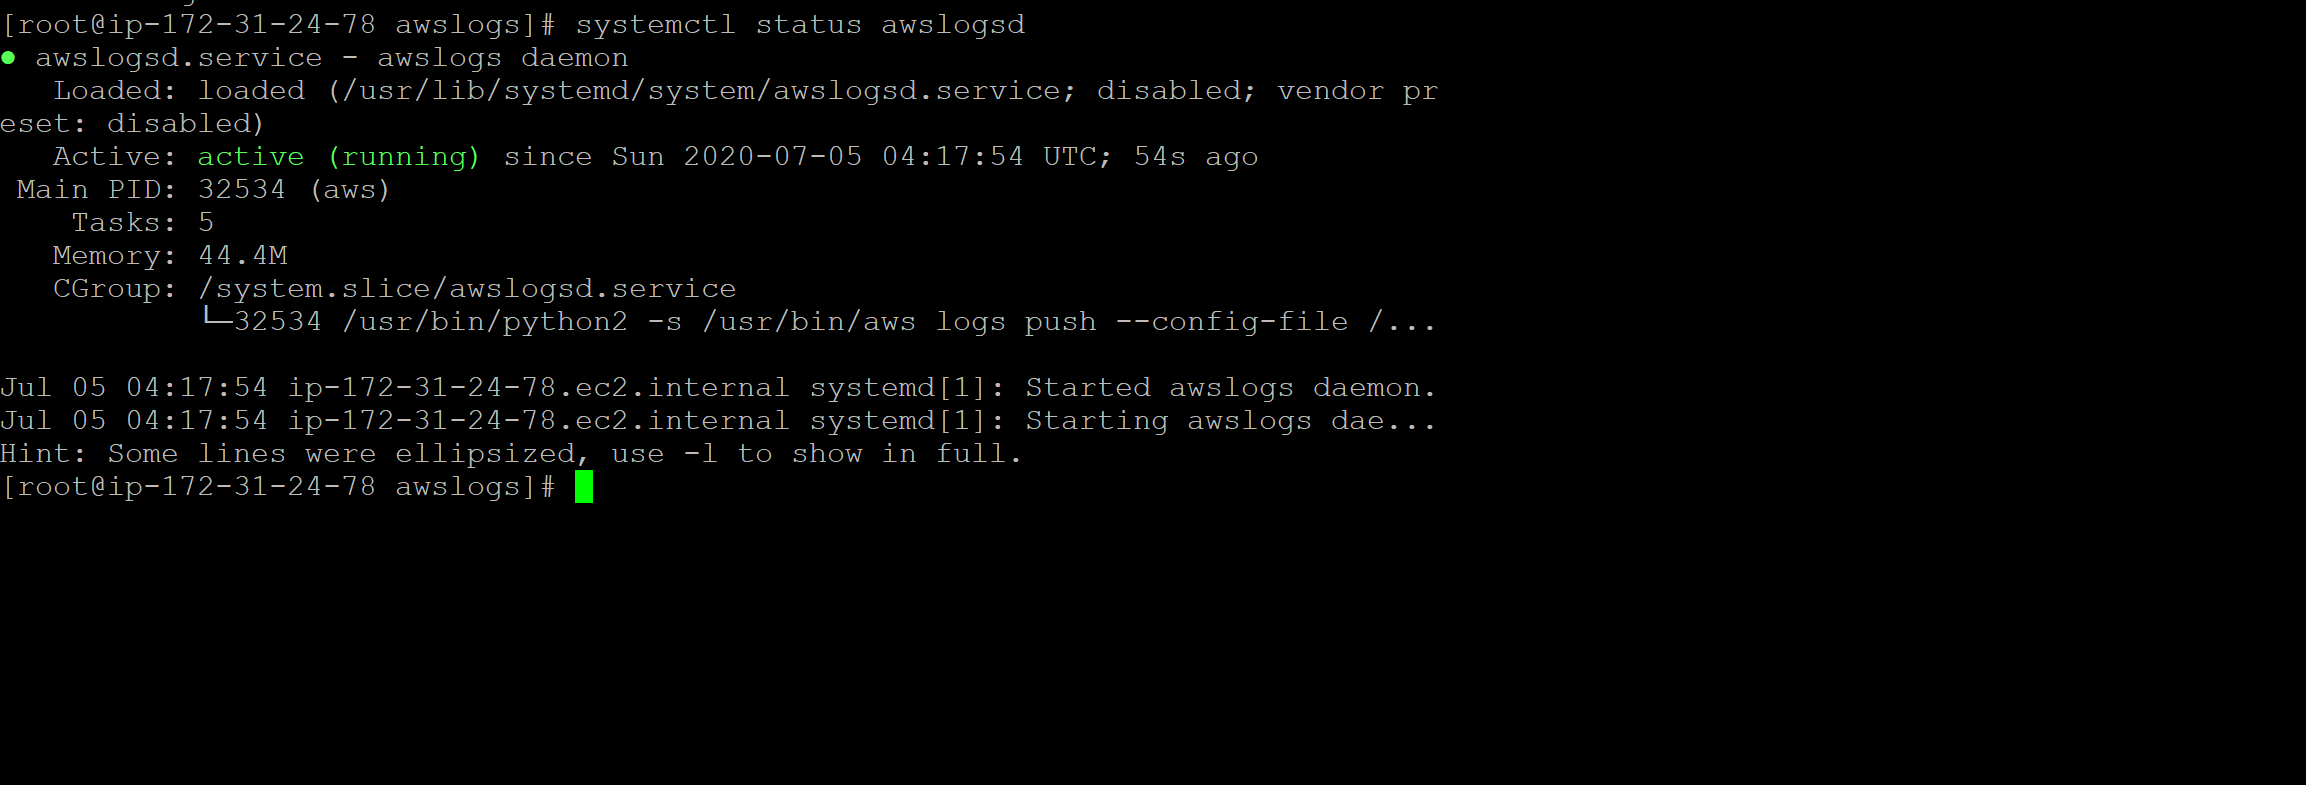 [root@ip-172-31-24-78 awslogs]# systemctl status awslogsd
● awslogsd.service - awslogs daemon
   Loaded: loaded (/usr/lib/systemd/system/awslogsd.service; disabled; vendor pr
eset: disabled)
   Active: active (running) since Sun 2020-07-05 04:17:54 UTC; 54s ago
 Main PID: 32534 (aws)
    Tasks: 5
   Memory: 44.4M
   CGroup: /system.slice/awslogsd.service
           └─32534 /usr/bin/python2 -s /usr/bin/aws logs push --config-file /...

Jul 05 04:17:54 ip-172-31-24-78.ec2.internal systemd[1]: Started awslogs daemon.
Jul 05 04:17:54 ip-172-31-24-78.ec2.internal systemd[1]: Starting awslogs dae...
Hint: Some lines were ellipsized, use -l to show in full.
[root@ip-172-31-24-78 awslogs]#